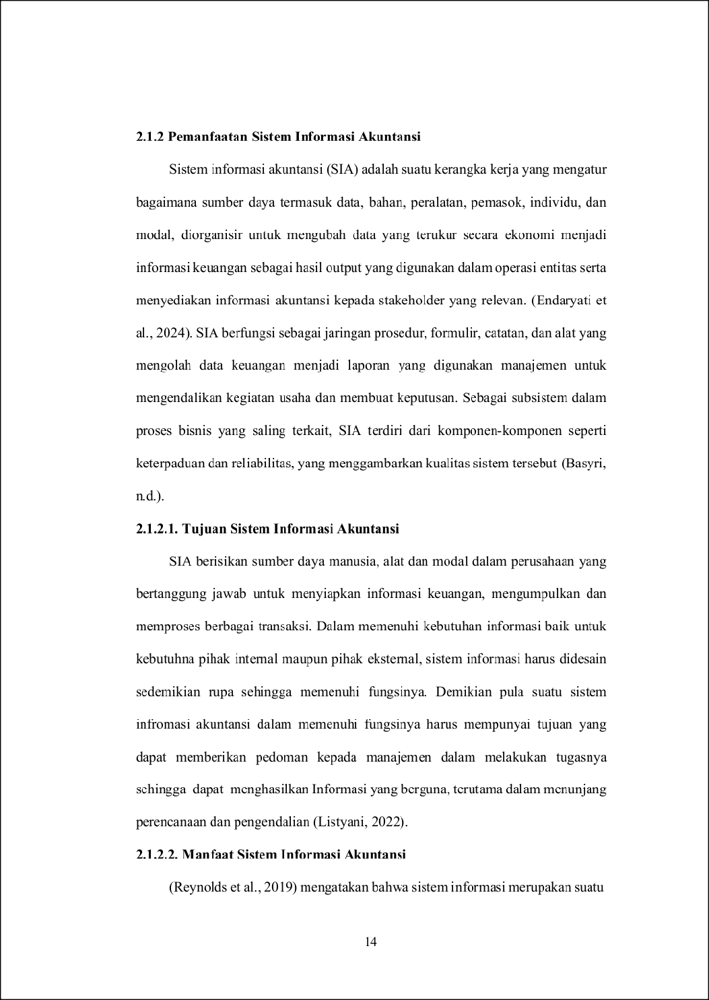 2.1.2 Pemanfaatan Sistem Informasi Akuntansi
Sistem informasi akuntansi (SIA) adalah suatu kerangka kerja yang mengatur
bagaimana sumber daya termasuk data, bahan, peralatan, pemasok, individu, dan
modal, diorganisir untuk mengubah data yang terukur secara ekonomi menjadi
informasi keuangan sebagai hasil output yang digunakan dalam operasi entitas serta
menyediakan informasi akuntansi kepada stakeholder yang relevan. (Endaryati et
al., 2024). SIA berfungsi sebagai jaringan prosedur, formulir, catatan, dan alat yang
mengolah data keuangan menjadi laporan yang digunakan manajemen untuk
mengendalikan kegiatan usaha dan membuat keputusan. Sebagai subsistem dalam
proses bisnis yang saling terkait, SIA terdiri dari komponen-komponen seperti
keterpaduan dan reliabilitas, yang menggambarkan kualitas sistem tersebut (Basyri,
n.d.).
2.1.2.1. Tujuan Sistem Informasi Akuntansi
SIA berisikan sumber daya manusia, alat dan modal dalam perusahaan yang
bertanggung jawab untuk menyiapkan informasi keuangan, mengumpulkan dan
memproses berbagai transaksi. Dalam memenuhi kebutuhan informasi baik untuk
kebutuhna pihak internal maupun pihak eksternal, sistem informasi harus didesain
sedemikian rupa sehingga memenuhi fungsinya. Demikian pula suatu sistem
infromasi akuntansi dalam memenuhi fungsinya harus mempunyai tujuan yang
dapat memberikan pedoman kepada manajemen dalam melakukan tugasnya
sehingga dapat menghasilkan Informasi yang berguna, terutama dalam menunjang
perencanaan dan pengendalian (Listyani, 2022).
2.1.2.2. Manfaat Sistem Informasi Akuntansi
(Reynolds et al., 2019) mengatakan bahwa sistem informasi merupakan suatu
14